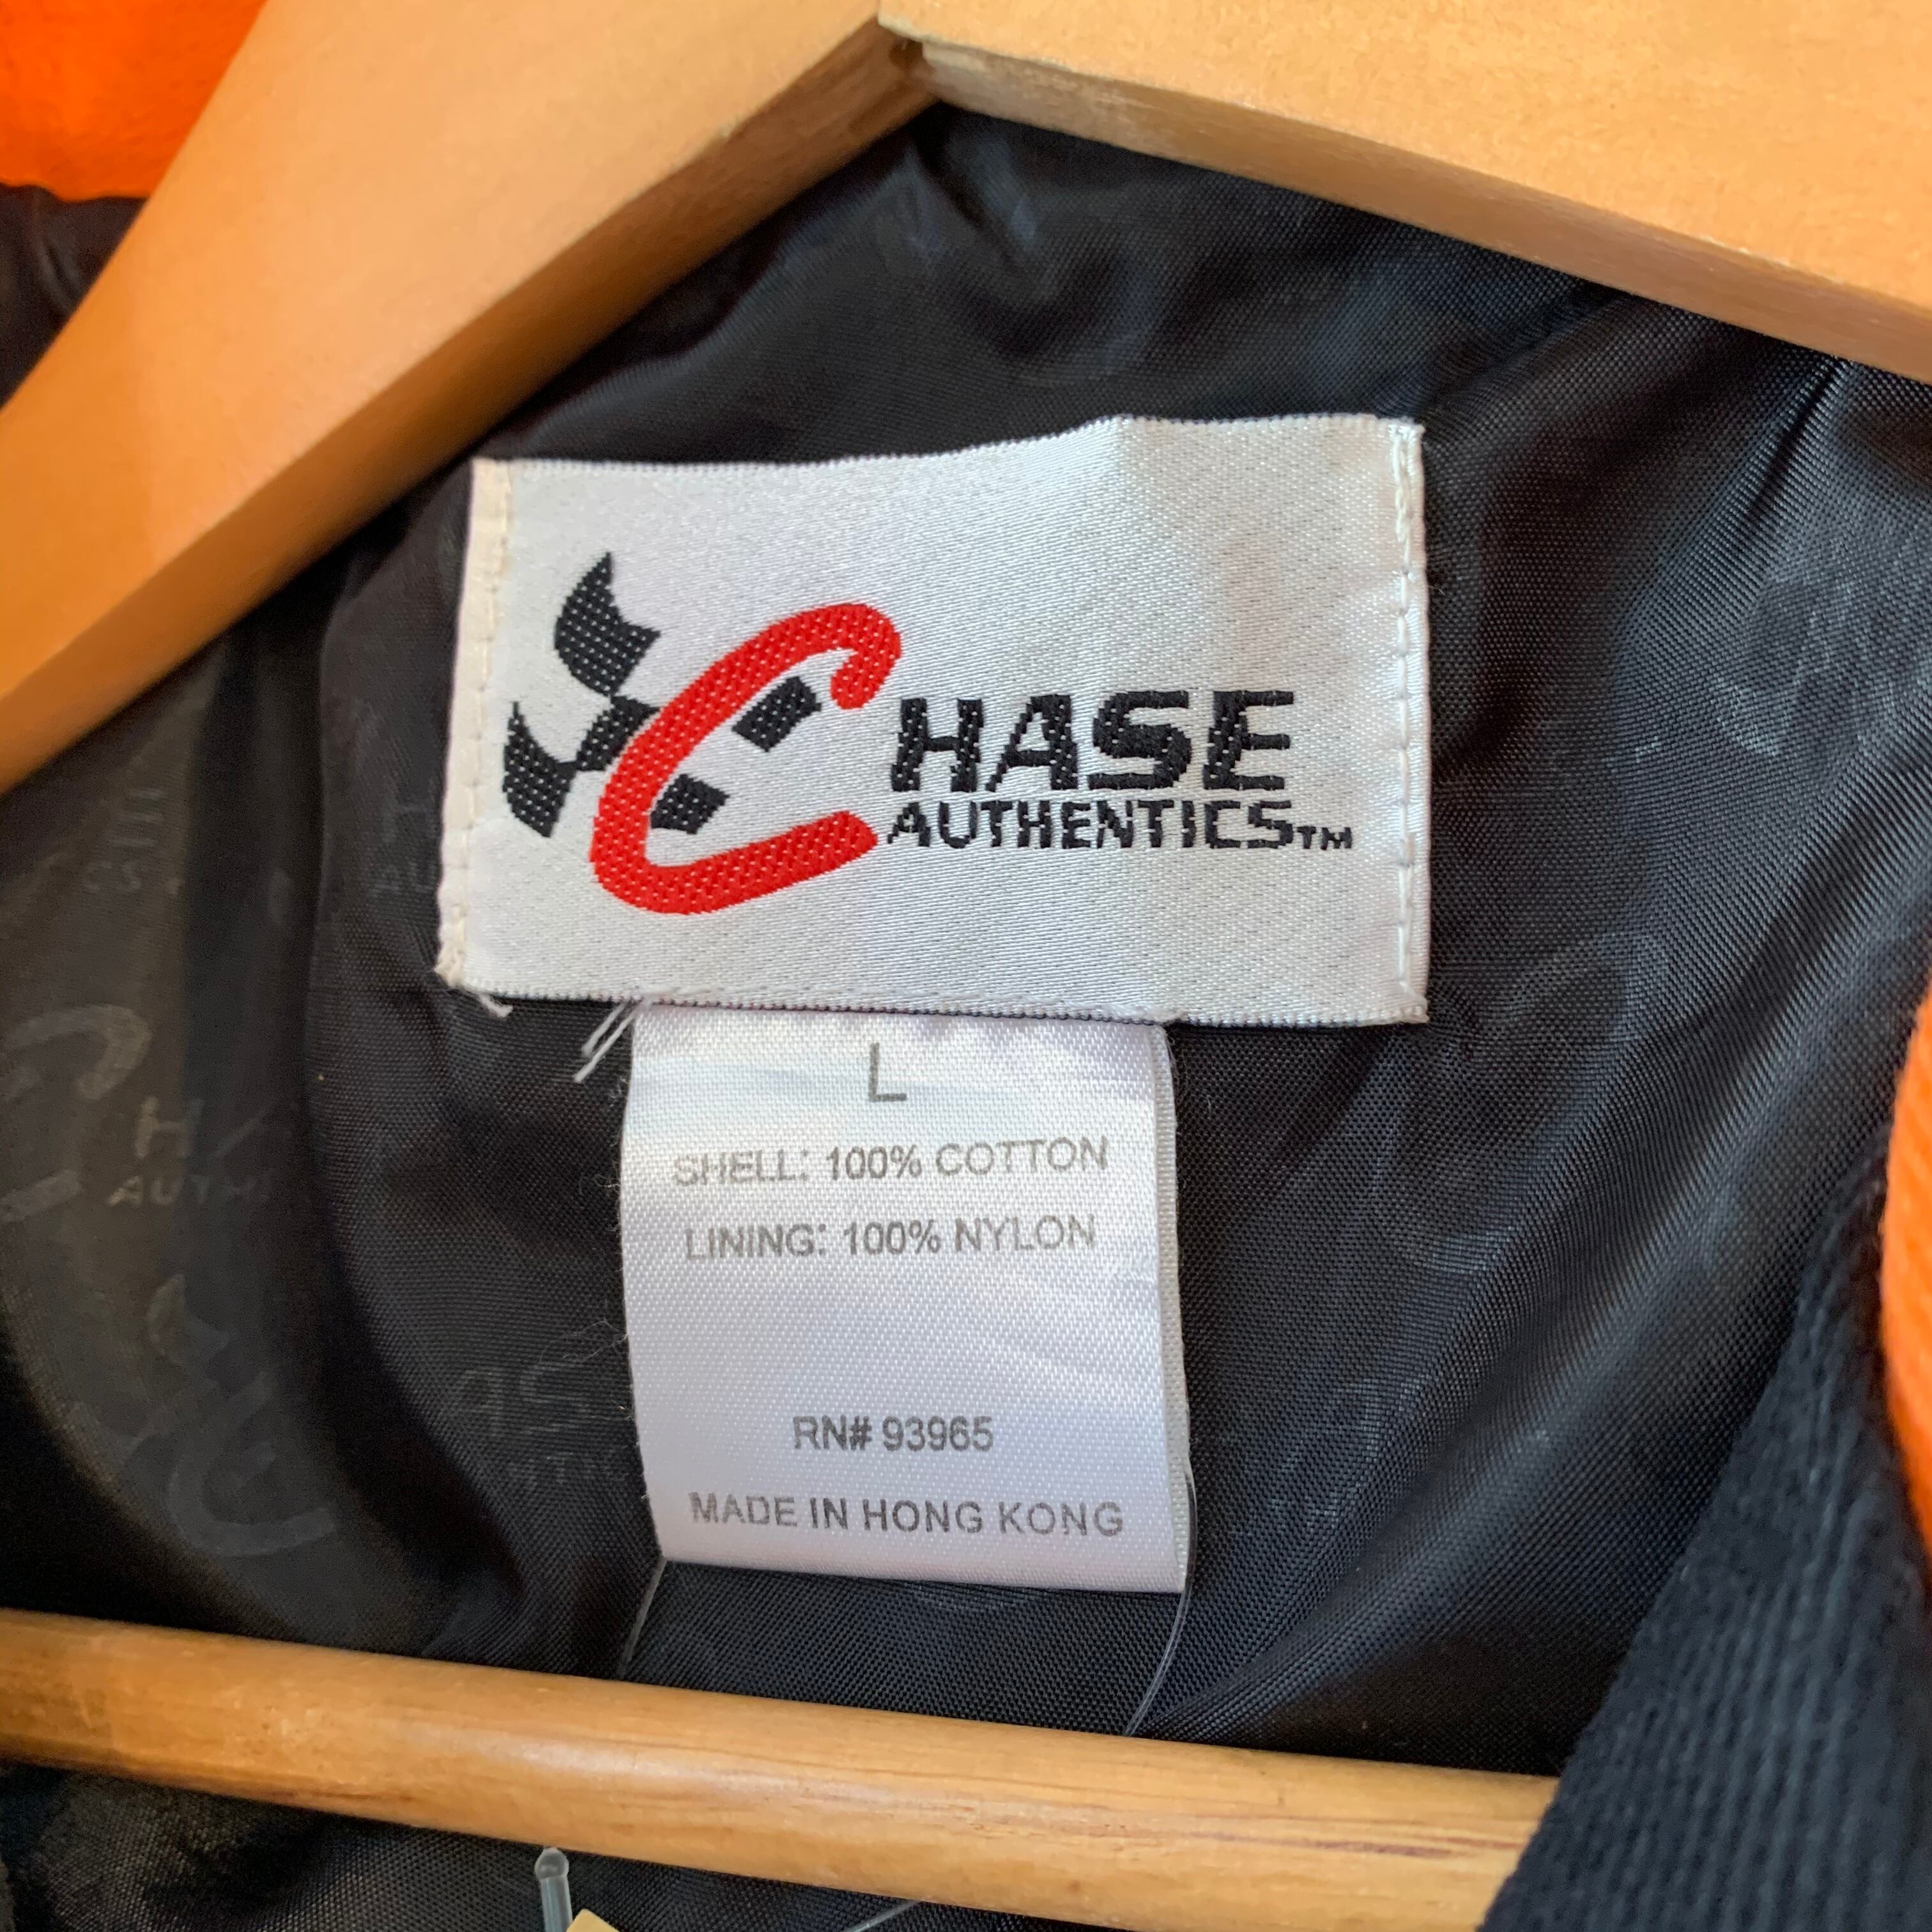 CHASE
AUTHENTICS™
L
SHELL: 100% COTTON
LINING: 100% NYLON
RN# 93965
MADE IN HONG KONG